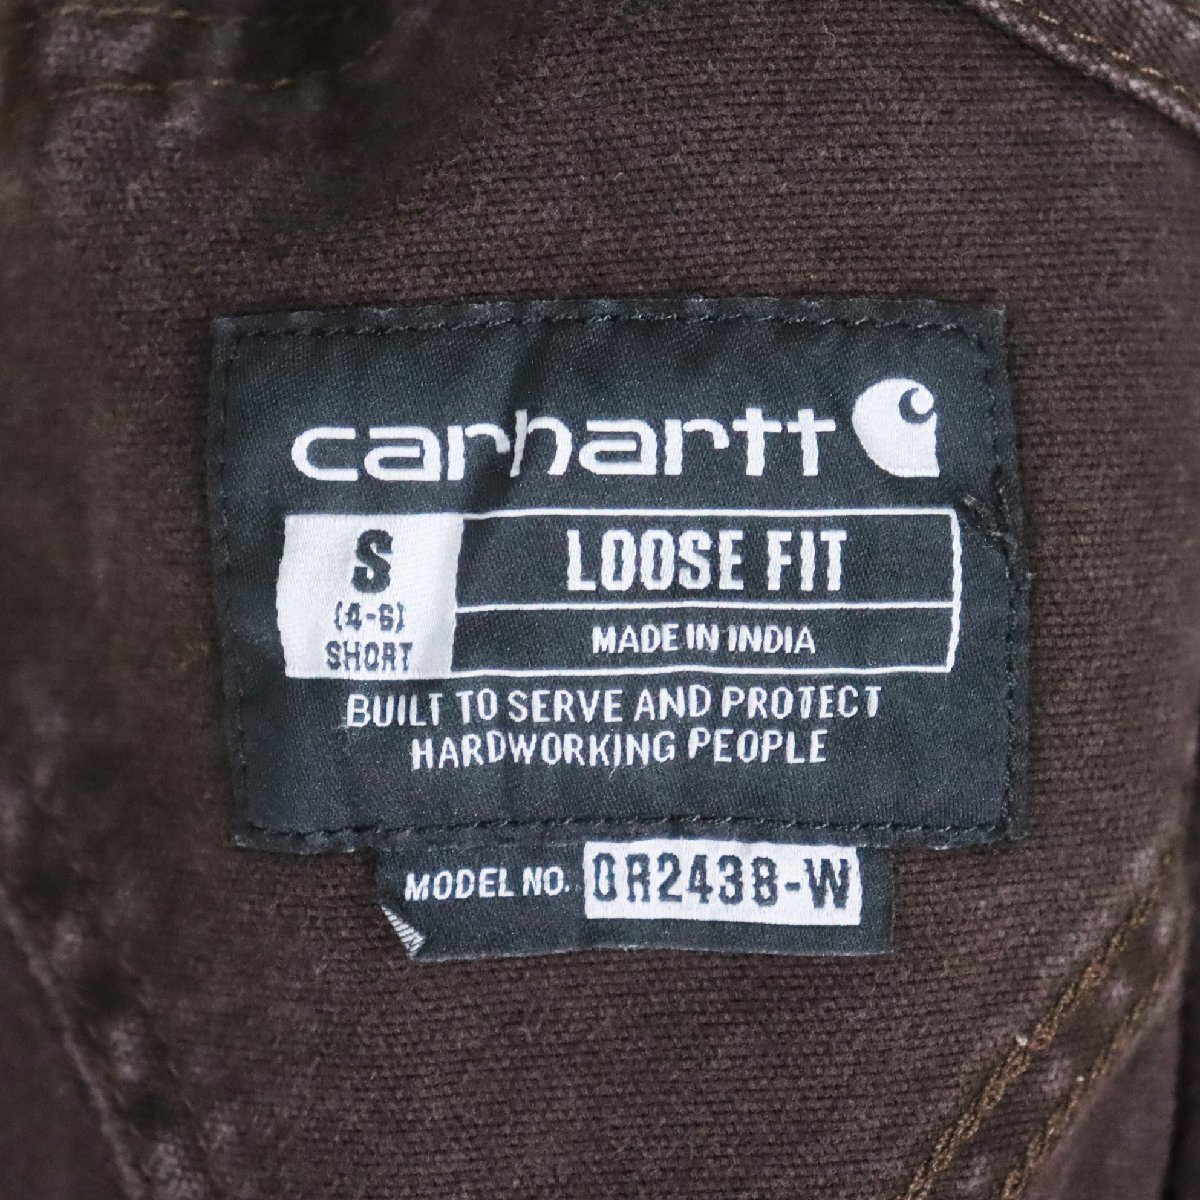 carhartt
S
(4-6)
SHORT
LOOSE FIT
MADE IN INDIA
BUILT TO SERVE AND PROTECT
HARDWORKING PEOPLE
MODEL NO. OR2438-W